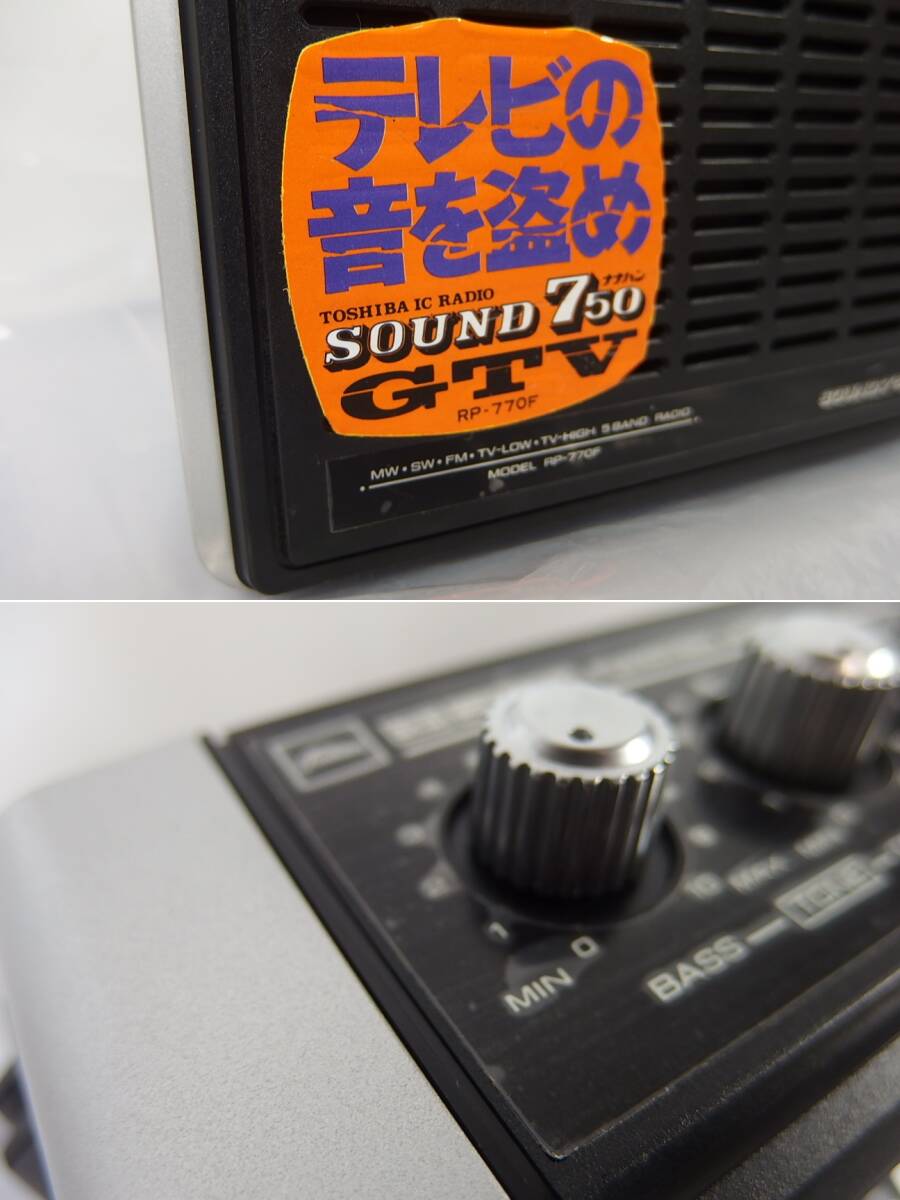 テレビの
音を盗め
TOSHIBA IC RADIO
ナナハン
SOUND 750
GTV
RP-770F
MW・SW・FM・TV-LOW・TV-HIGH 5 BAND RADIO
MODEL RP-770F
10 MAX MIN
1 0
MIN
BASS TONE